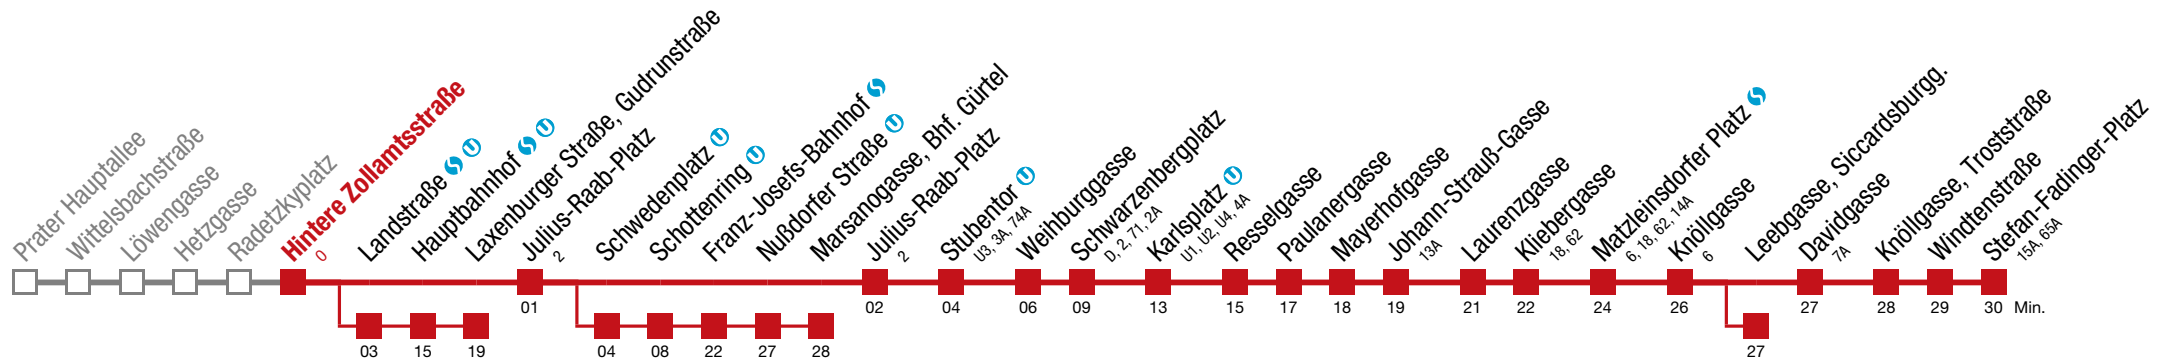 Prater Hauptallee
Wittelsbachstraße
Löwengasse
Hetzgasse
Radetzkyplatz
Hintere Zollamtsstraße
0
Landstraße S U
Hauptbahnhof S U
Laxenburger Straße, Gudrunstraße
Julius-Raab-Platz
2
Schwedenplatz U
Schottenring U
Franz-Josefs-Bahnhof S
Nußdorfer Straße U
Marsanogasse, Bhf. Gürtel
Julius-Raab-Platz
2
Stubentor U
U3, 3A, 74A
Weihburggasse
Schwarzenbergplatz
D, 2, 71, 2A
Karlsplatz U
U1, U2, U4, 4A
Resselgasse
Paulanergasse
Mayerhofgasse
Johann-Strauß-Gasse
13A
Laurenzgasse
Kliebergasse
18, 62
Matzleinsdorfer Platz S
6, 18, 62, 14A
Knöllgasse
6
Leebgasse, Siccardsburgg.
Davidgasse
7A
Knöllgasse, Troststraße
Windtenstraße
Stefan-Fadinger-Platz
15A, 65A
01 02 04 06 09 13 15 17 18 19 21 22 24 26 27 28 29 30 Min.
03 15 19 04 08 22 27 28 27